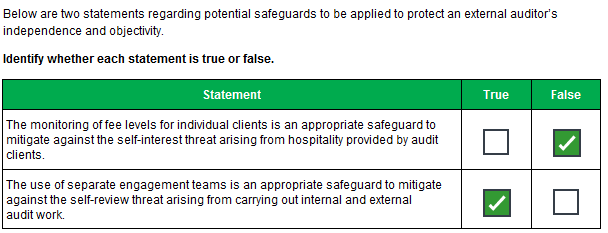 Below are two statements regarding potential safeguards to be applied to protect an external auditor's
independence and objectivity.
Identify whether each statement is true or false.
Statement True False
The monitoring of fee levels for individual clients is an appropriate safeguard to
mitigate against the self-interest threat arising from hospitality provided by audit
clients.
The use of separate engagement teams is an appropriate safeguard to mitigate
against the self-review threat arising from carrying out internal and external
audit work.